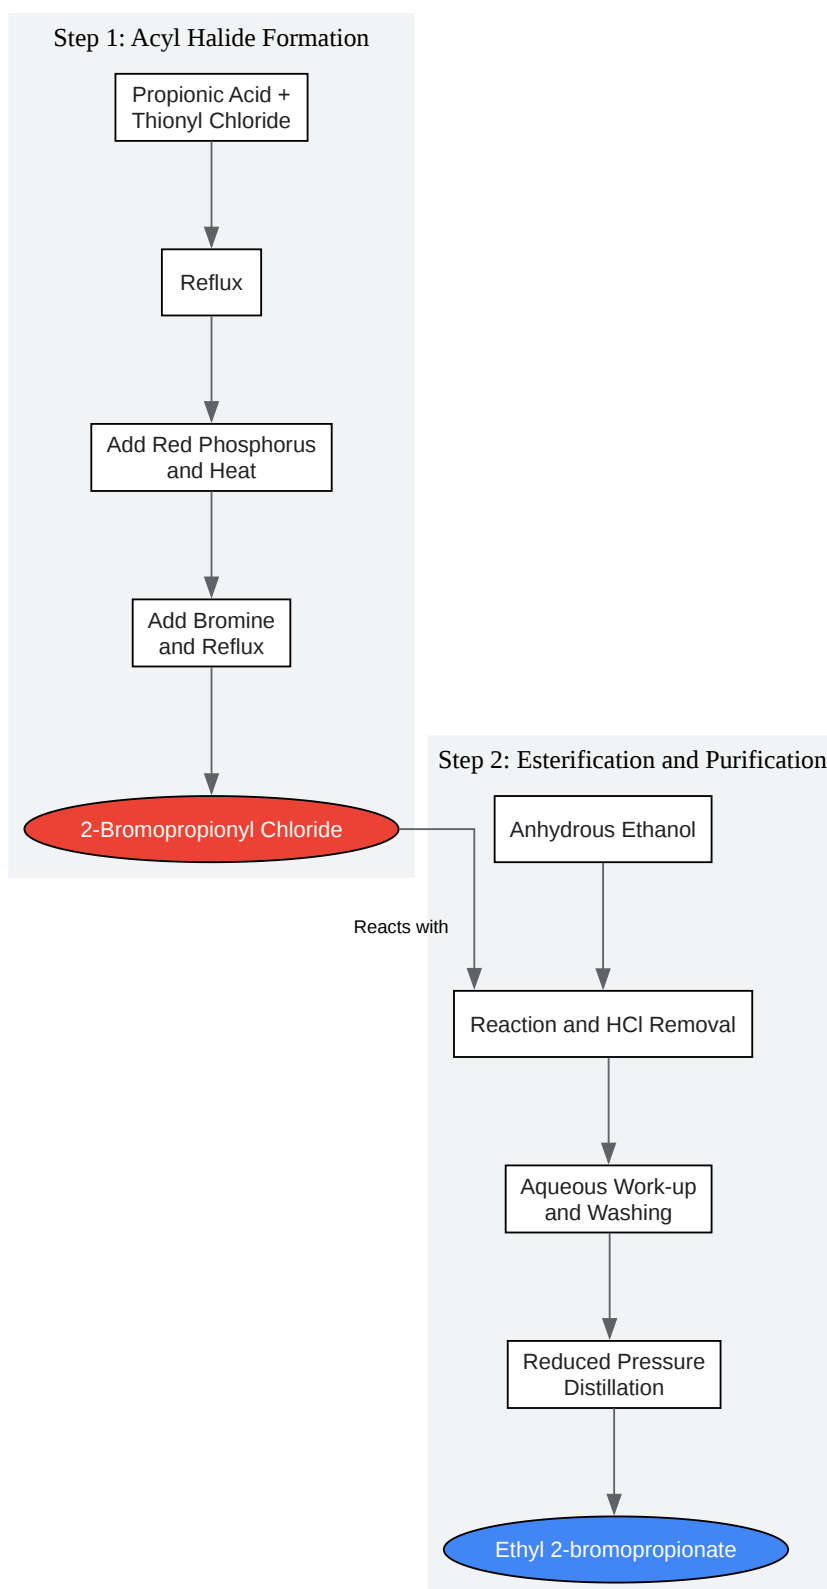 Step 1: Acyl Halide Formation
Propionic Acid +
Thionyl Chloride
Reflux
Add Red Phosphorus
and Heat
Add Bromine
and Reflux
2-Bromopropionyl Chloride
Step 2: Esterification and Purification
Anhydrous Ethanol
Reacts with
Reaction and HCl Removal
Aqueous Work-up
and Washing
Reduced Pressure
Distillation
Ethyl 2-bromopropionate